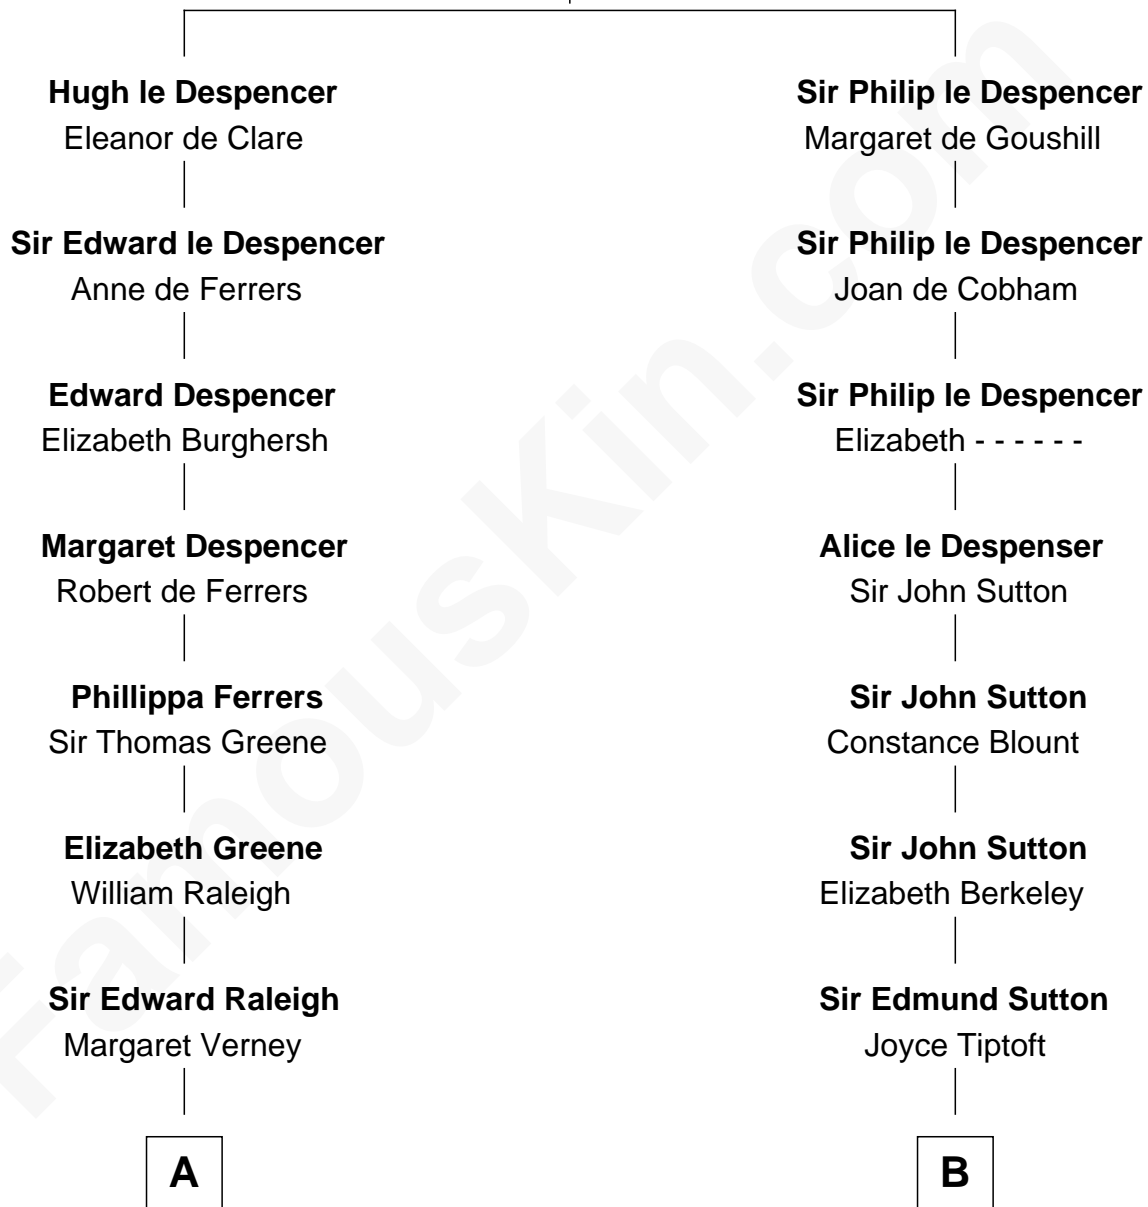 Hugh le Despencer
Eleanor de Clare
Sir Edward le Despencer
Anne de Ferrers
Edward Despencer
Elizabeth Burghersh
Margaret Despencer
Robert de Ferrers
Phillippa Ferrers
Sir Thomas Greene
Elizabeth Greene
William Raleigh
Sir Edward Raleigh
Margaret Verney
A
Sir Philip le Despencer
Margaret de Goushill
Sir Philip le Despencer
Joan de Cobham
Sir Philip le Despencer
Elizabeth - - - - - -
Alice le Despenser
Sir John Sutton
Sir John Sutton
Constance Blount
Sir John Sutton
Elizabeth Berkeley
Sir Edmund Sutton
Joyce Tiptoft
B
FamousKin.com